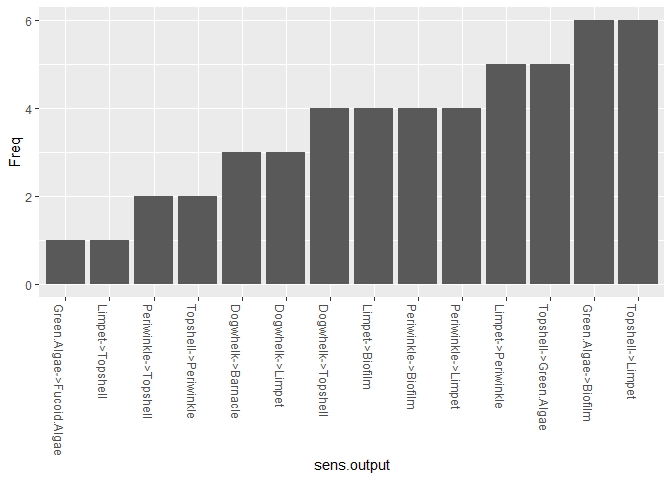 6
4
2
0
Freq
Green.Algae->Fucoid.Algae
Limpet->Topshell
Periwinkle->Topshell
Topshell->Periwinkle
Dogwhelk->Barnacle
Dogwhelk->Limpet
Dogwhelk->Topshell
Limpet->Biofilm
Periwinkle->Biofilm
Periwinkle->Limpet
Limpet->Periwinkle
Topshell->Green.Algae
Green.Algae->Biofilm
Topshell->Limpet
sens.output